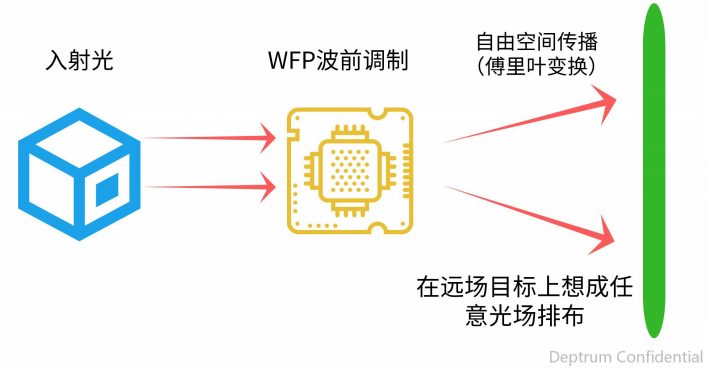 入射光
WFP波前调制
自由空间传播
（傅里叶变换）
在远场目标上想成任
意光场排布
Deptrum Confidential